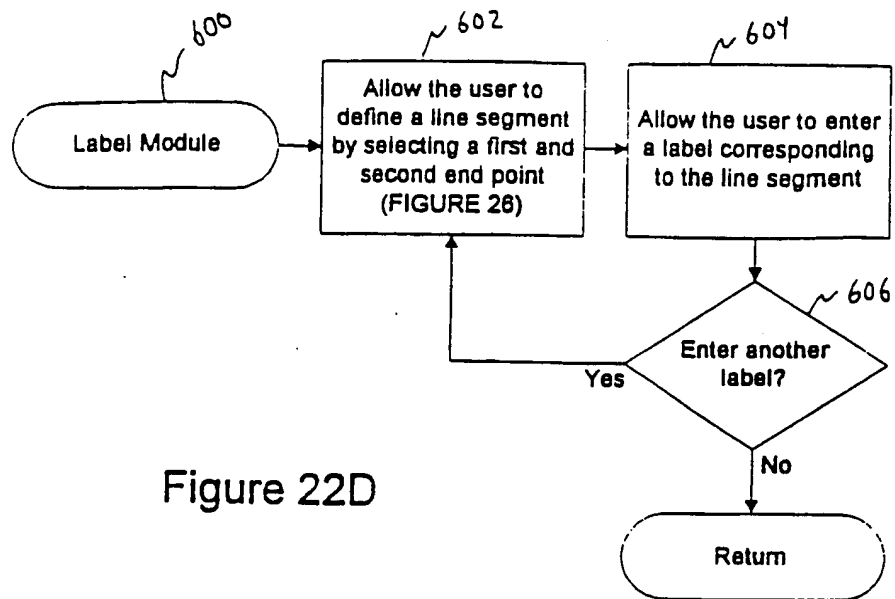 600
Label Module
602
Allow the user to
define a line segment
by selecting a first and
second end point
(FIGURE 26)
604
Allow the user to enter
a label corresponding
to the line segment
606
Enter another
label?
Yes
No
Return
Figure 22D